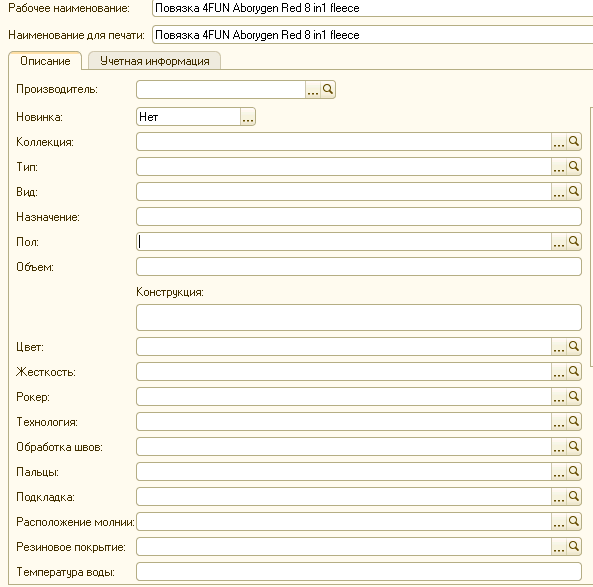 Рабочее наименование: Повязка 4FUN Aborygen Red 8 in1 fleece
Наименование для печати: Повязка 4FUN Aborygen Red 8 in1 fleece
Описание Учетная информация
Производитель: ...
Новинка: Нет ...
Коллекция: ...
Тип: ...
Вид: ...
Назначение:
Пол: ...
Объем:
Конструкция:
Цвет: ...
Жесткость: ...
Рокер: ...
Технология: ...
Обработка швов: ...
Пальцы: ...
Подкладка: ...
Расположение молнии: ...
Резиновое покрытие: ...
Температура воды: